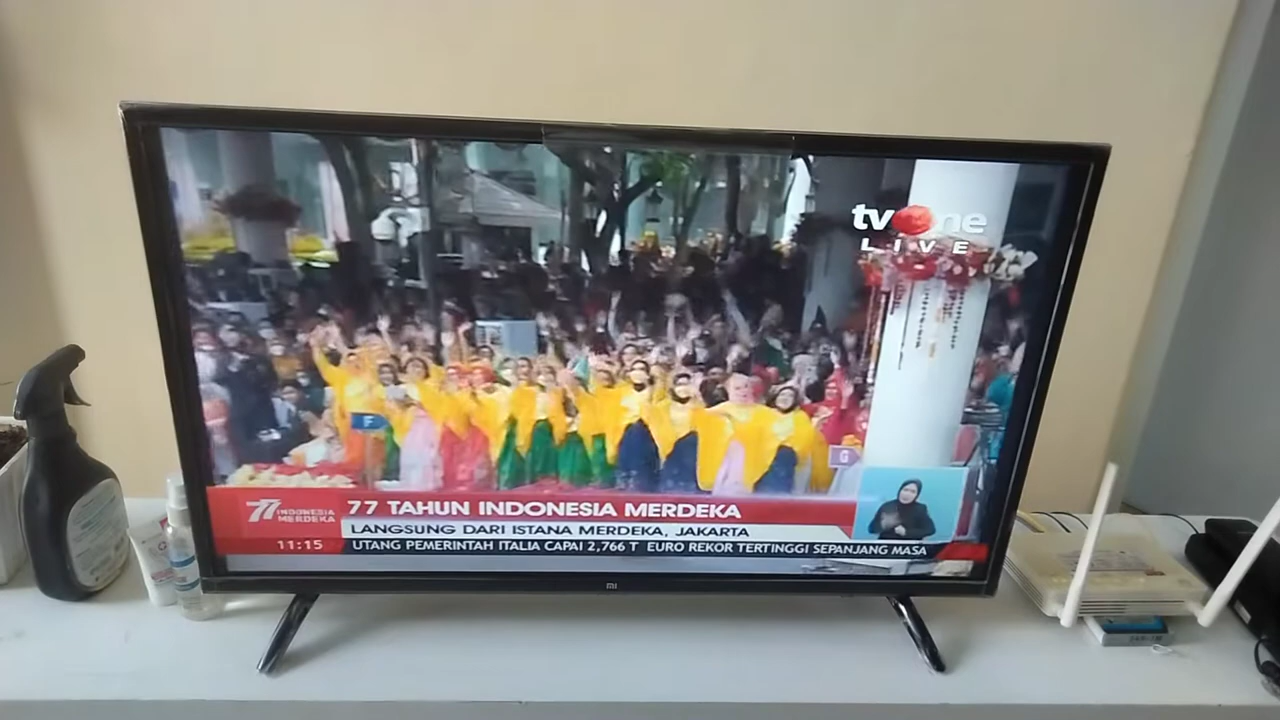 tvOne
LIVE
F
G
77 INDONESIA
MERDEKA
77 TAHUN INDONESIA MERDEKA
LANGSUNG DARI ISTANA MERDEKA, JAKARTA
11:15
UTANG PEMERINTAH ITALIA CAPAI 2,766 T EURO REKOR TERTINGGI SEPANJANG MASA
mi